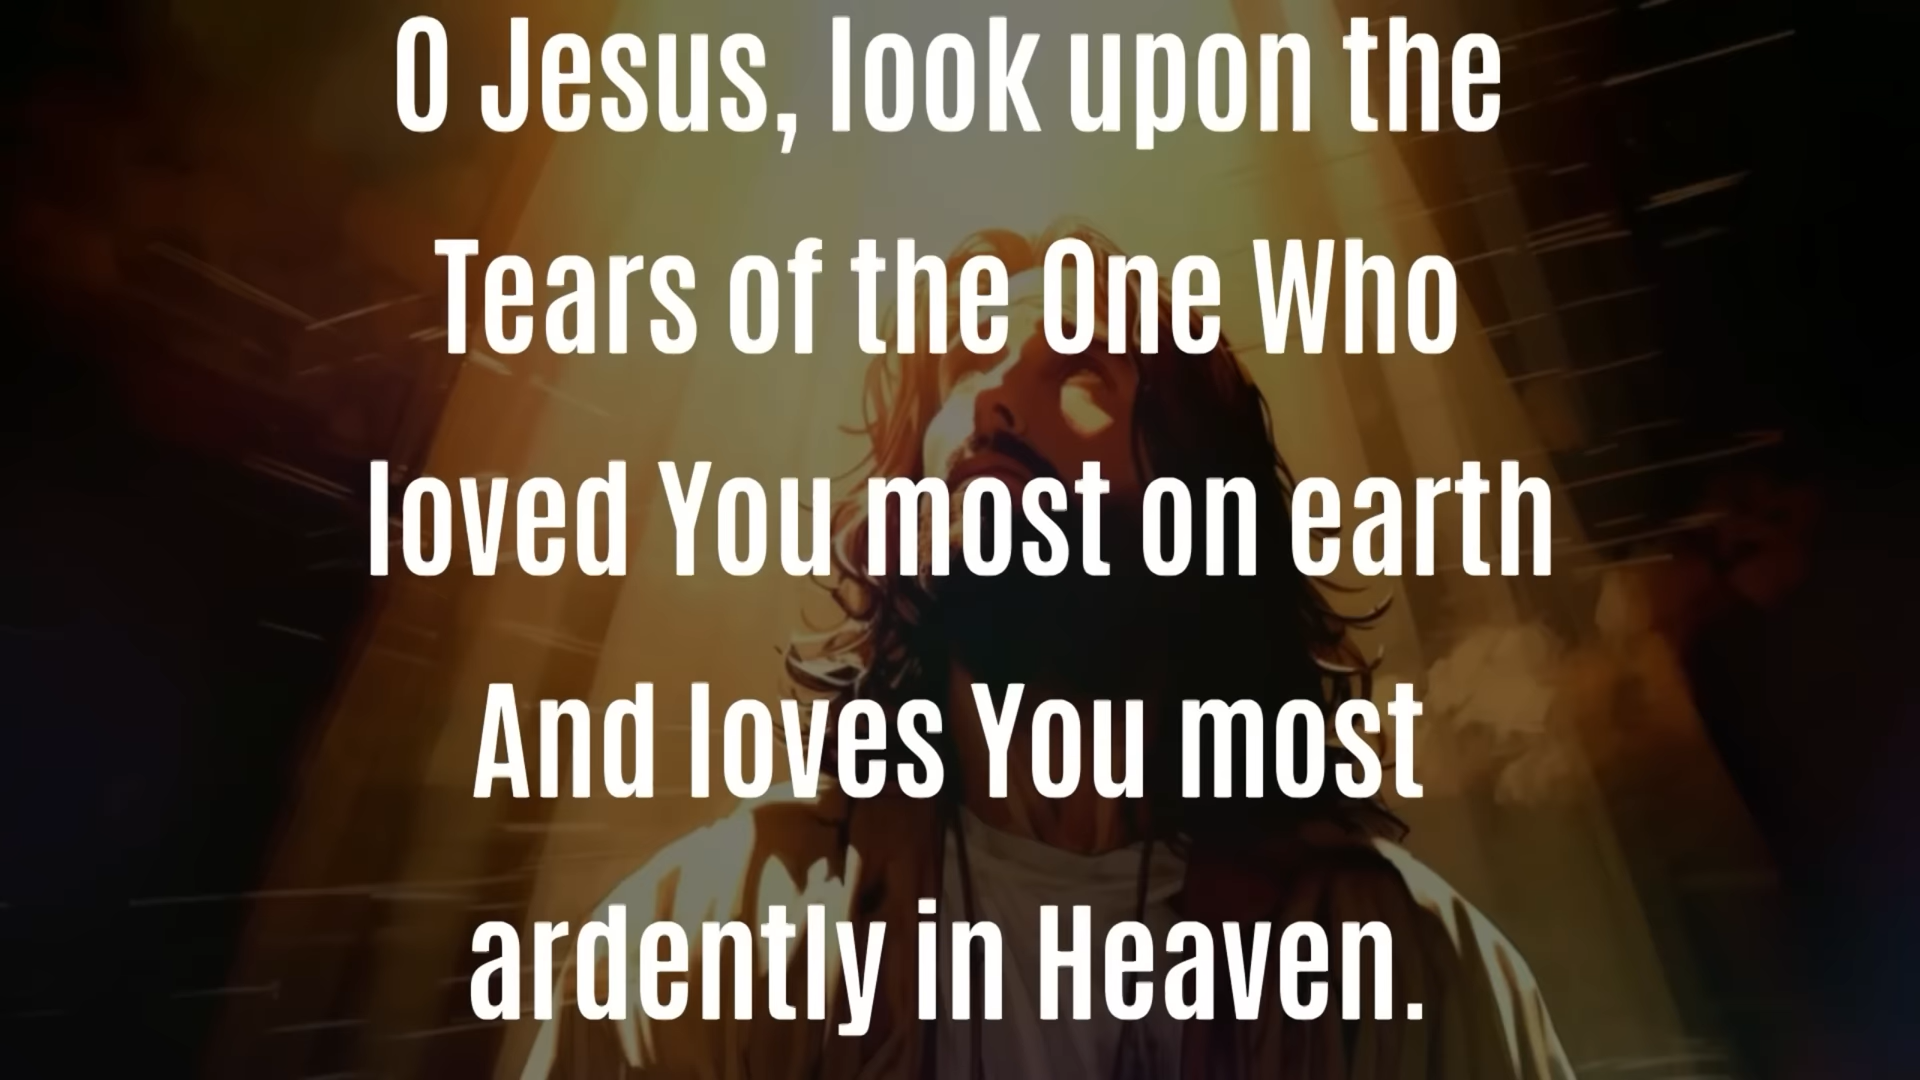 O Jesus, look upon the
Tears of the One Who
loved You most on earth
And loves You most
ardently in Heaven.